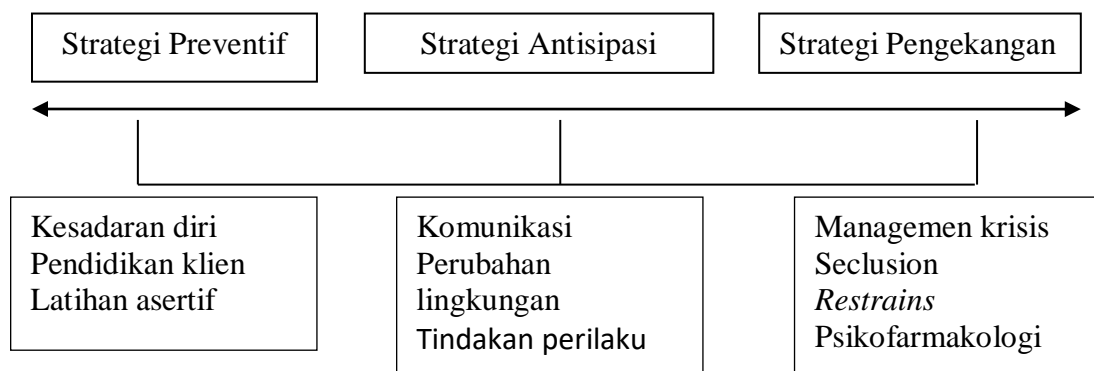 Strategi Preventif
Strategi Antisipasi
Strategi Pengekangan
Kesadaran diri
Pendidikan klien
Latihan asertif
Komunikasi
Perubahan
lingkungan
Tindakan perilaku
Managemen krisis
Seclusion
Restrains
Psikofarmakologi